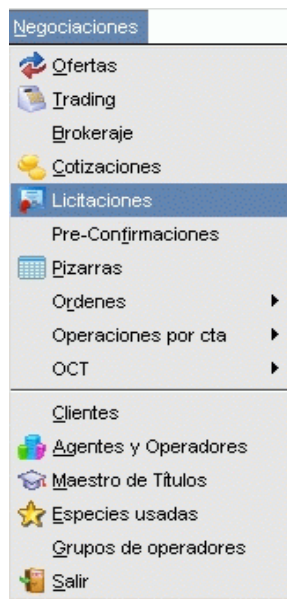 Negociaciones
Ofertas
Trading
Brokeraje
Cotizaciones
Licitaciones
Pre-Confirmaciones
Pizarras
Ordenes
Operaciones por cta
OCT
Clientes
Agentes y Operadores
Maestro de Títulos
Especies usadas
Grupos de operadores
Salir